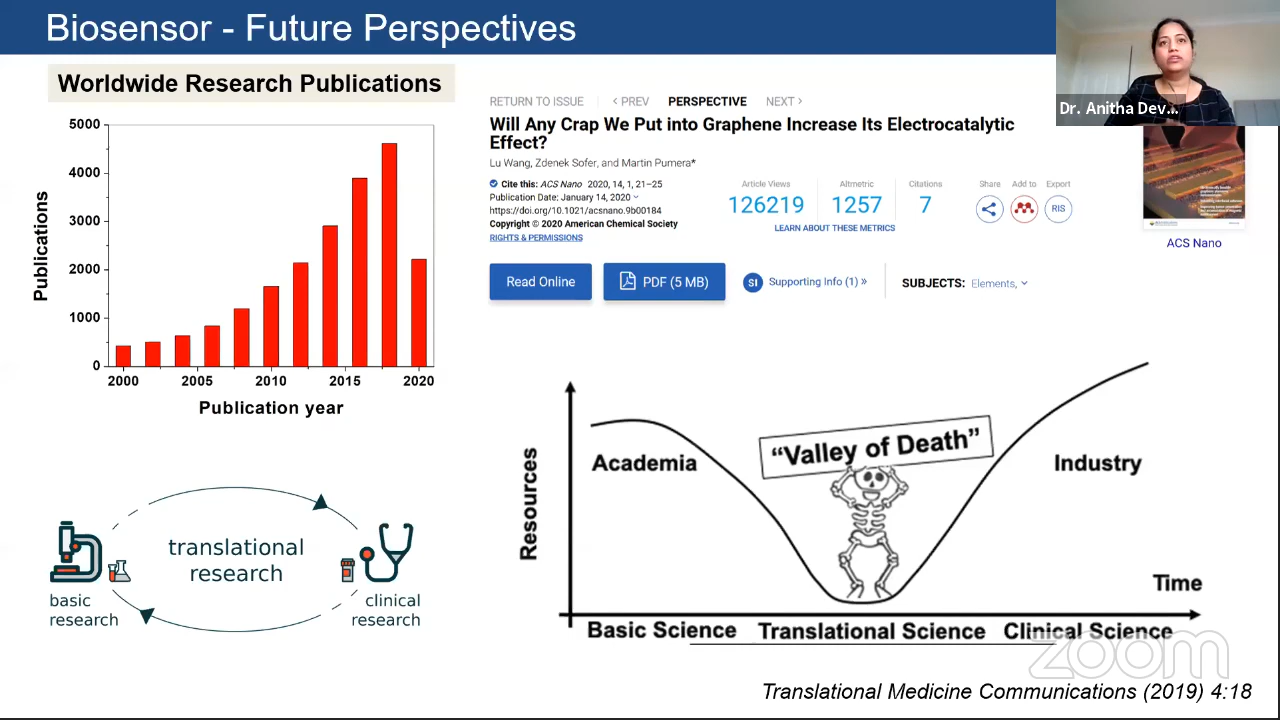 Biosensor - Future Perspectives
Dr. Anitha Dev...
Worldwide Research Publications
5000
4000
3000
2000
1000
0
Publications
2000
2005
2010
2015
2020
Publication year
RETURN TO ISSUE
< PREV
PERSPECTIVE
NEXT >
Will Any Crap We Put into Graphene Increase Its Electrocatalytic
Effect?
Lu Wang, Zdenek Sofer, and Martin Pumera*
Cite this: ACS Nano 2020, 14, 1, 21–25
Publication Date: January 14, 2020
https://doi.org/10.1021/acsnano.9b00184
Copyright © 2020 American Chemical Society
RIGHTS & PERMISSIONS
Article Views
126219
Altmetric
1257
Citations
7
LEARN ABOUT THESE METRICS
Share
Add to
Export
RIS
ACS Nano
Read Online
PDF (5 MB)
SI
Supporting Info (1) »
SUBJECTS: Elements,
translational
research
basic
research
clinical
research
Resources
Academia
“Valley of Death”
Industry
Time
Basic Science
Translational Science
Clinical Science
zoom
Translational Medicine Communications (2019) 4:18